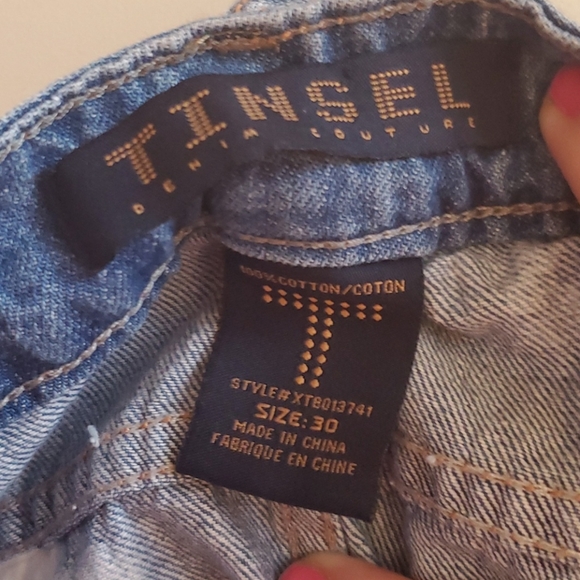 TINSEL
DENIM COUTURE
100% COTTON/COTON
T
STYLE# XT8013741
SIZE: 30
MADE IN CHINA
FABRIQUE EN CHINE